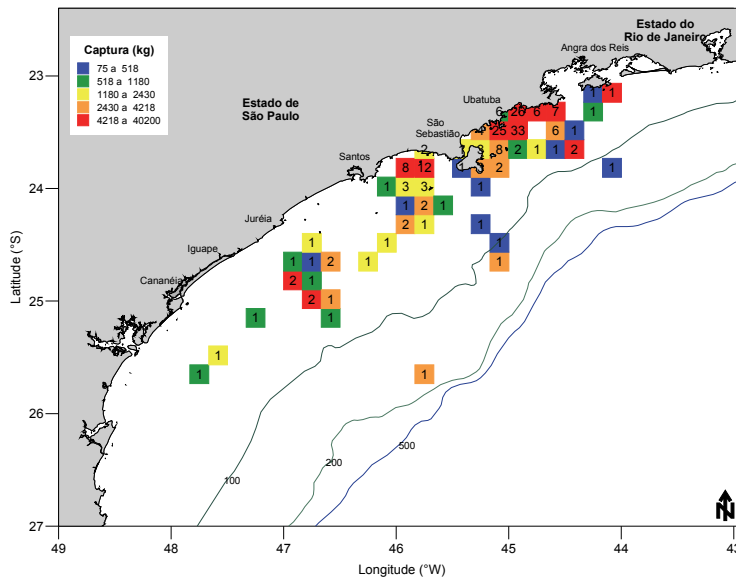 Estado do
Rio de Janeiro
Angra dos Reis
Captura (kg)
75 a 518
518 a 1180
1180 a 2430
2430 a 4218
4218 a 40200
Estado de
São Paulo
Ubatuba
São
Sebastião
Santos
Juréia
Iguape
Cananéia
23
24
25
26
27
Latitude (°S)
1 1
6 26 6 7 1
4 25 33 6 1
2 3 8 2 1 1 2
8 12 2 1
1 3 3 1
1 2 1
2 1 1
1 1 1
1 1 2 1 2
2 1
2 1
1 1
1
1 1
100
200
500
N
49 48 47 46 45 44 43
Longitude (°W)